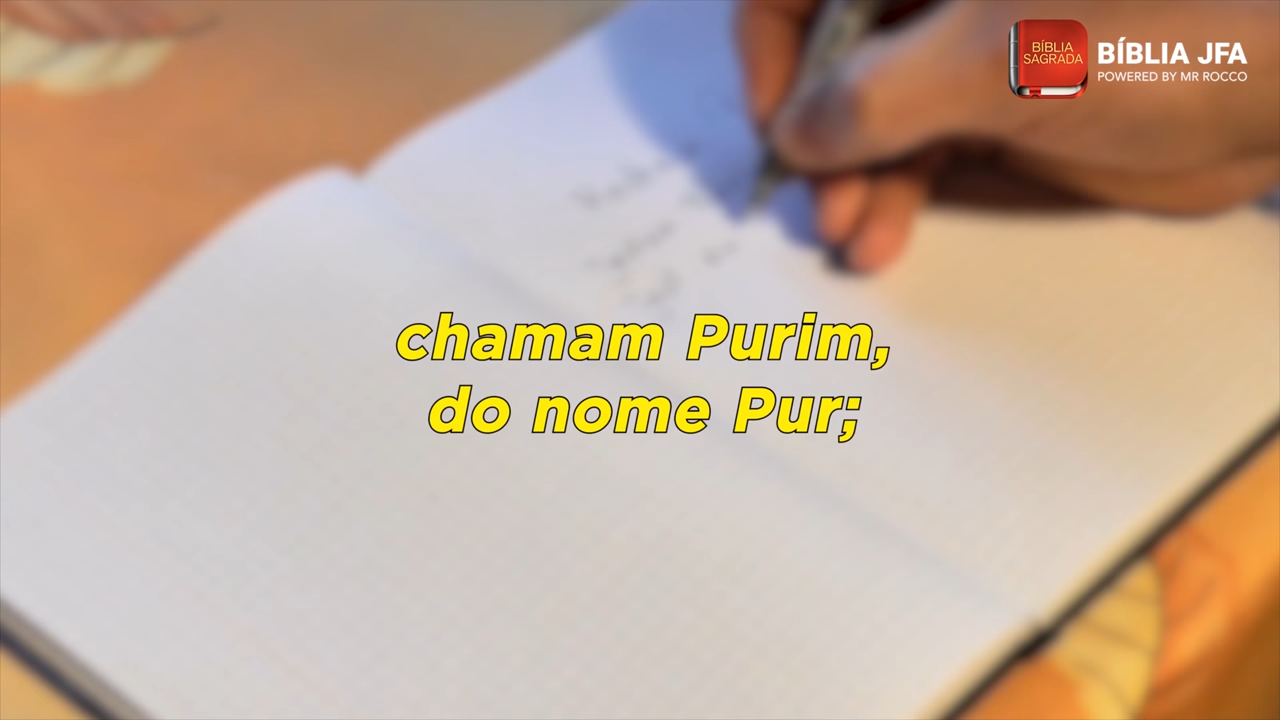 BÍBLIA
SAGRADA
BÍBLIA JFA
POWERED BY MR ROCCO
chamam Purim,
do nome Pur;